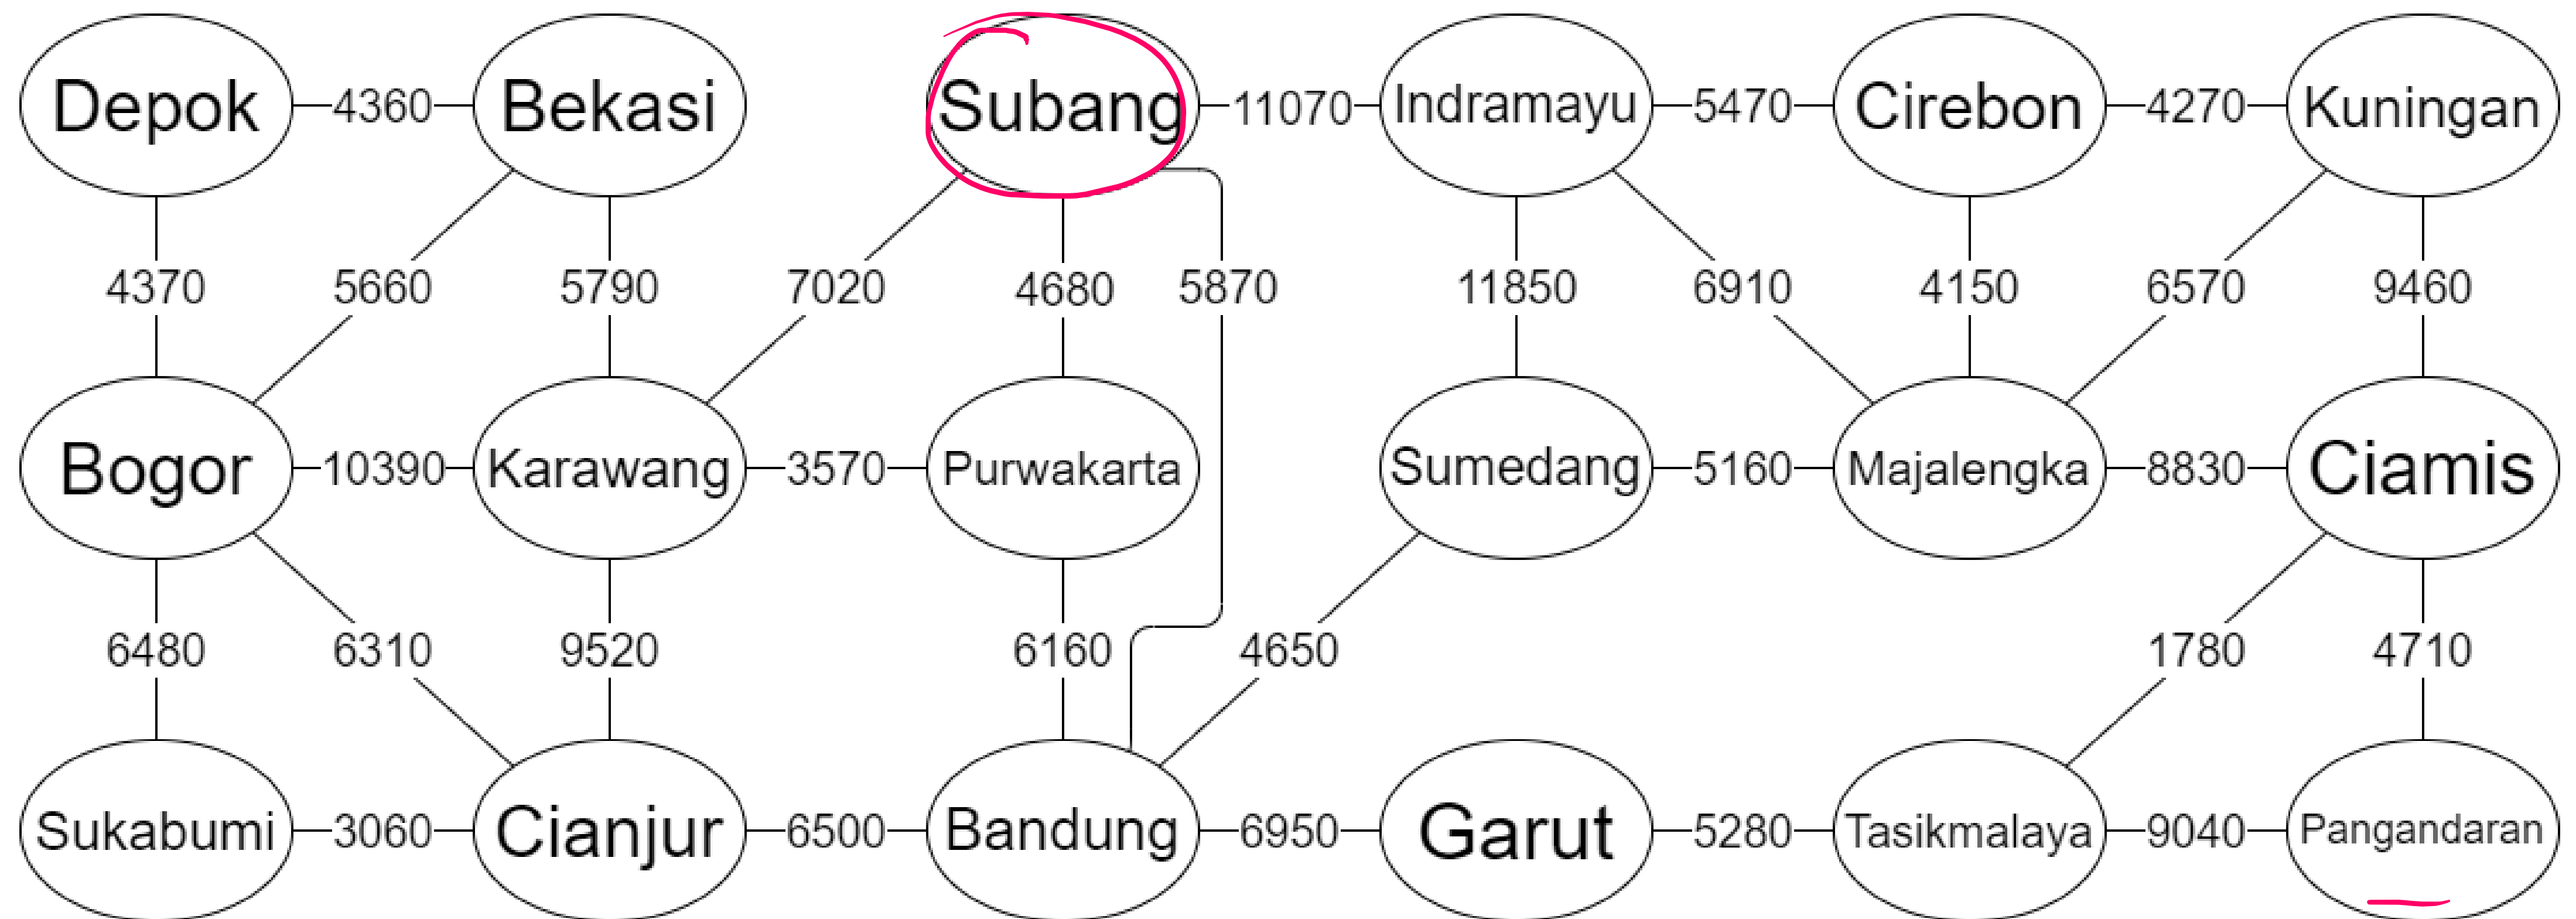 Depok 4360 Bekasi Subang 11070 Indramayu 5470 Cirebon 4270 Kuningan
4370 5660 5790 7020 4680 5870 11850 6910 4150 6570 9460
Bogor 10390 Karawang 3570 Purwakarta Sumedang 5160 Majalengka 8830 Ciamis
6480 6310 9520 6160 4650 1780 4710
Sukabumi 3060 Cianjur 6500 Bandung 6950 Garut 5280 Tasikmalaya 9040 Pangandaran